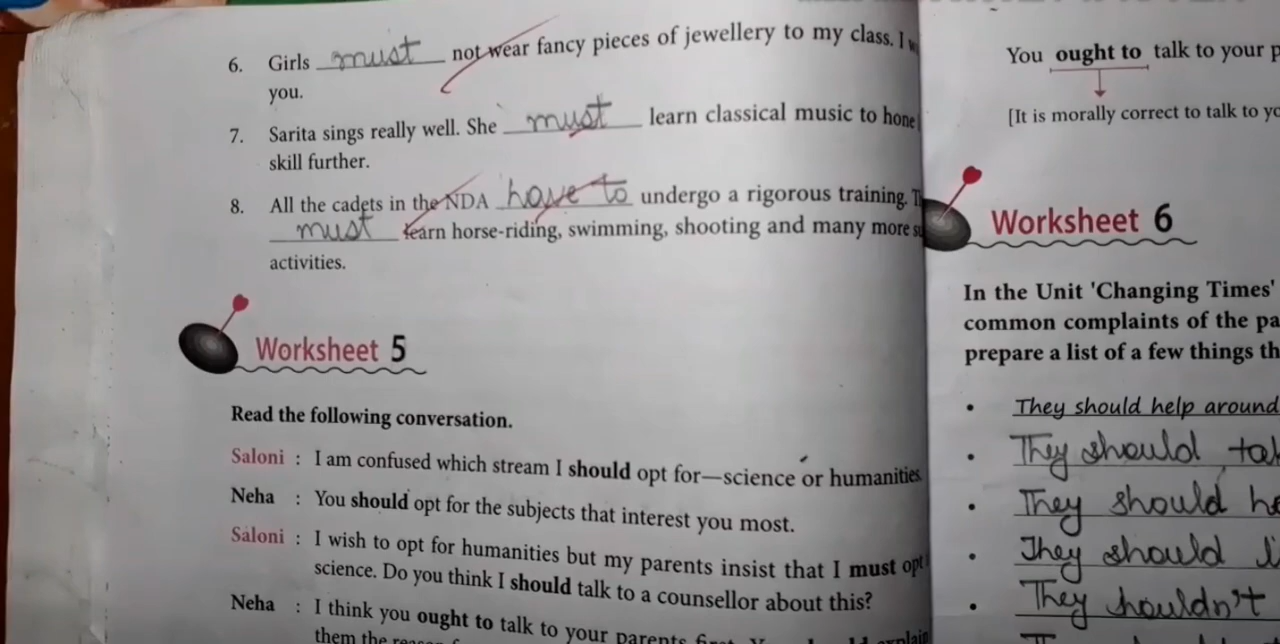 6. Girls must not wear fancy pieces of jewellery to my class. I
you.
7. Sarita sings really well. She must learn classical music to hone
skill further.
8. All the cadets in the NDA have to undergo a rigorous training.
must learn horse-riding, swimming, shooting and many more
activities.
Worksheet 5
Read the following conversation.
Saloni : I am confused which stream I should opt for—science or humanities
Neha : You should opt for the subjects that interest you most.
Saloni : I wish to opt for humanities but my parents insist that I must opt
science. Do you think I should talk to a counsellor about this?
Neha : I think you ought to talk to your parents
them the
explain
You ought to talk to your
[It is morally correct to talk to
Worksheet 6
In the Unit 'Changing Times'
common complaints of the
prepare a list of a few things
• They should help around
• They should
• They should
• They should
• They shouldn't